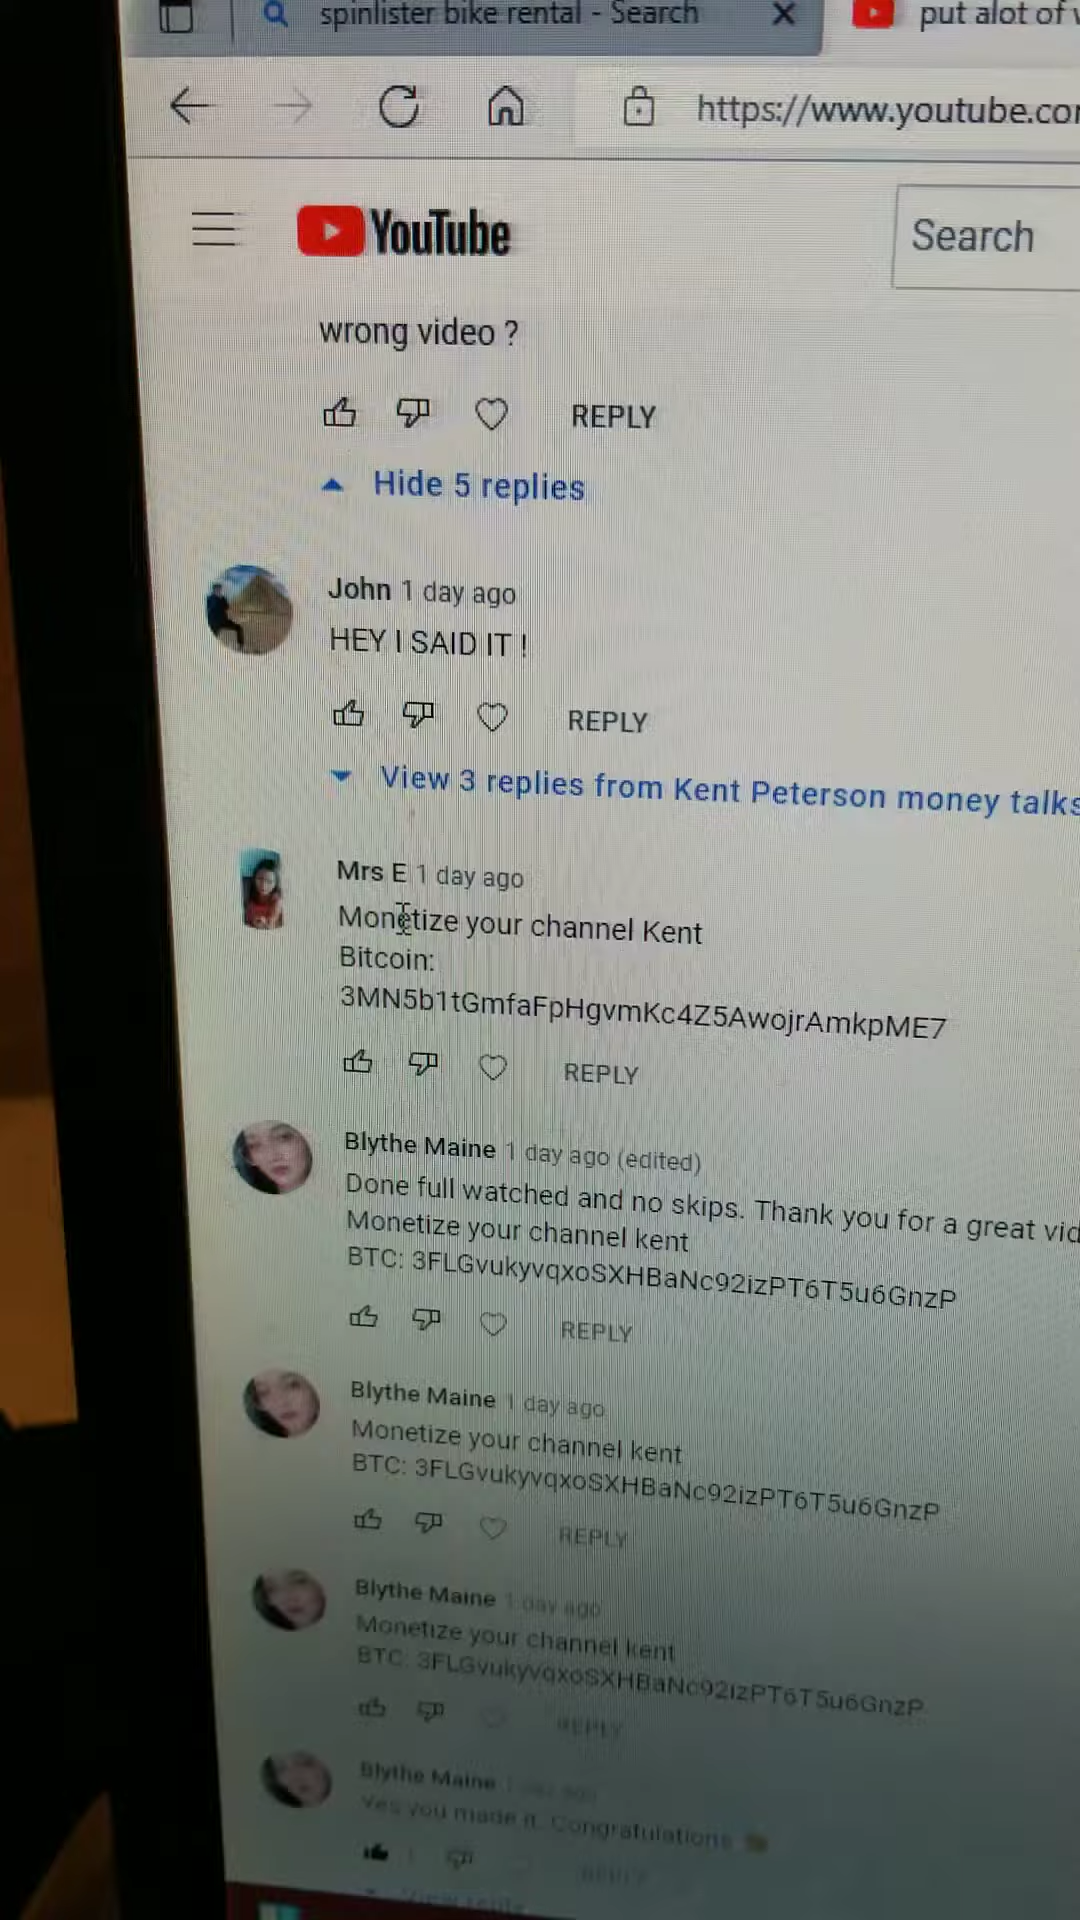 spinlister bike rental - Search
put alot of
https://www.youtube.co
YouTube
Search
wrong video ?
REPLY
Hide 5 replies
John 1 day ago
HEY I SAID IT !
REPLY
View 3 replies from Kent Peterson money talks
Mrs E 1 day ago
Monetize your channel Kent
Bitcoin:
3MN5b1tGmfaFpHgvmKc4Z5AwojrAmkpME7
REPLY
Blythe Maine 1 day ago (edited)
Done full watched and no skips. Thank you for a great vid
Monetize your channel kent
BTC: 3FLGvukyvqxoSXHBaNc92izPT6T5u6GnzP
REPLY
Blythe Maine 1 day ago
Monetize your channel kent
BTC: 3FLGvukyvqxoSXHBaNc92izPT6T5u6GnzP
REPLY
Blythe Maine 1 day ago
Monetize your channel kent
BTC: 3FLGvukyvqxoSXHBaNc92izPT6T5u6GnzP
REPLY
Blythe Maine 1 day ago
Yes you made it. Congratulations
REPLY